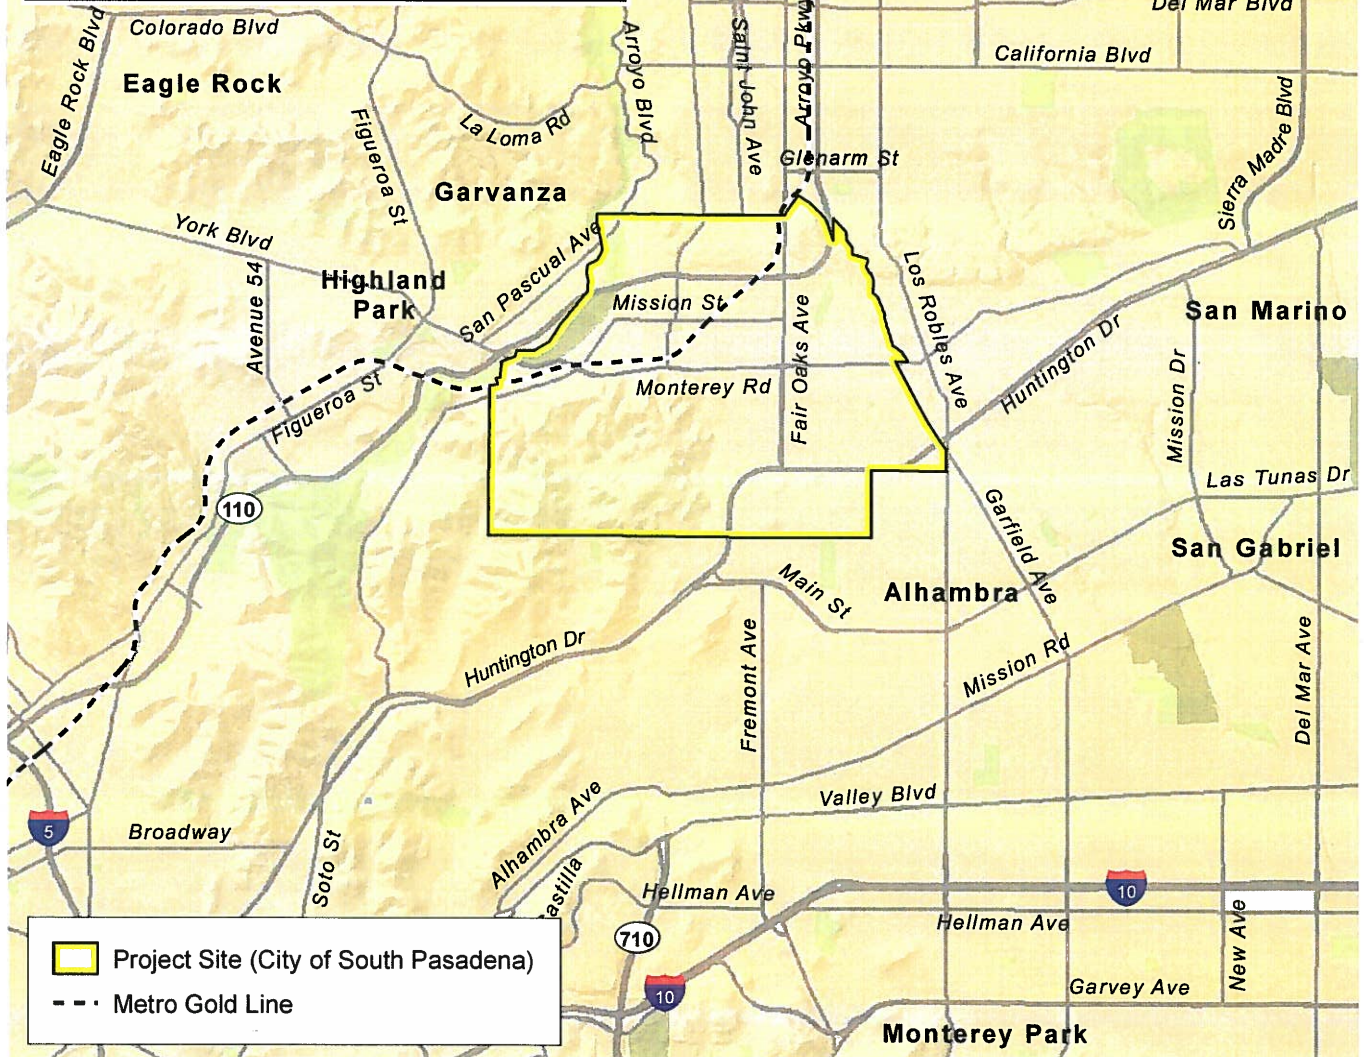 Del Mar Blvd
Colorado Blvd
Eagle Rock Blvd
Eagle Rock
Arroyo Blvd
Saint John Ave
Arroyo Pkwy
California Blvd
La Loma Rd
Figueroa St
Garvanza
Glenarm St
Sierra Madre Blvd
York Blvd
San Pascual Ave
Avenue 54
Highland
Park
Mission St
Los Robles Ave
San Marino
Fair Oaks Ave
Huntington Dr
Mission Dr
Monterey Rd
Figueroa St
Las Tunas Dr
110
Garfield Ave
San Gabriel
Main St
Alhambra
Huntington Dr
Fremont Ave
Mission Rd
Del Mar Ave
Alhambra Ave
Valley Blvd
5
Broadway
Soto St
Hellman Ave
10
Hellman Ave
New Ave
710
10
Garvey Ave
Monterey Park
Project Site (City of South Pasadena)
Metro Gold Line